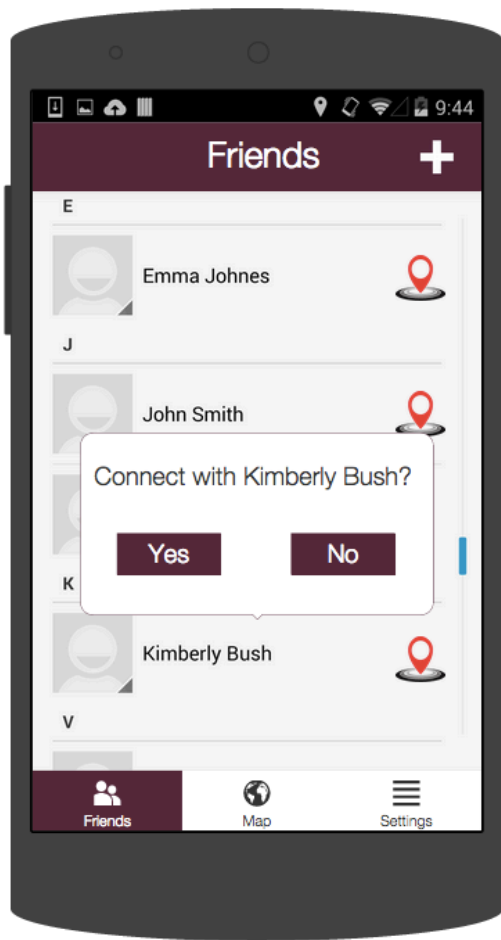 9:44
Friends
E
Emma Johnes
J
John Smith
Connect with Kimberly Bush?
Yes No
K
Kimberly Bush
V
Friends Map Settings